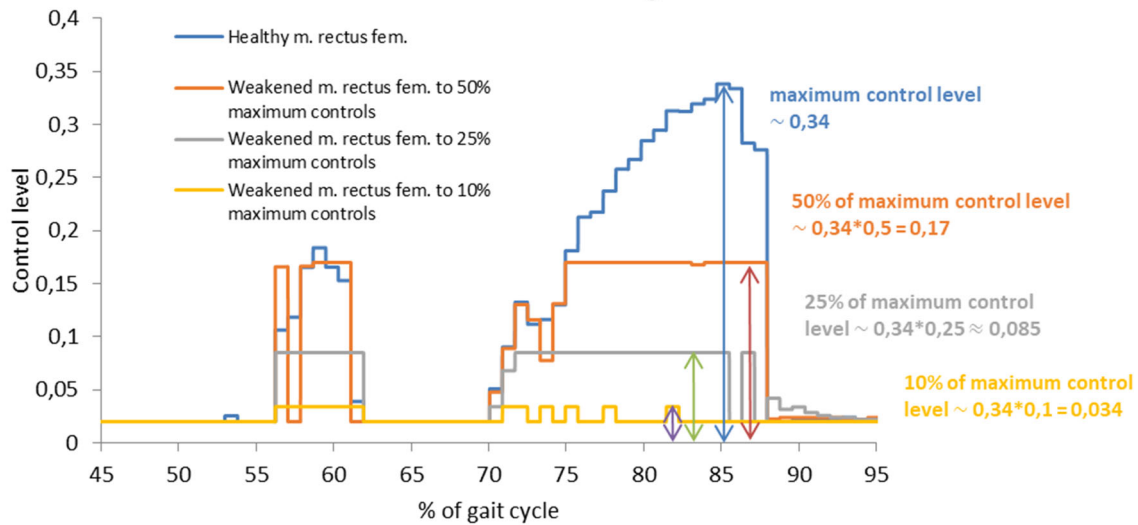 0,4
0,35
0,3
0,25
0,2
0,15
0,1
0,05
0
Control level
Healthy m. rectus fem.
Weakened m. rectus fem. to 50%
maximum controls
Weakened m. rectus fem. to 25%
maximum controls
Weakened m. rectus fem. to 10%
maximum controls
maximum control level
~ 0,34
50% of maximum control level
~ 0,34*0,5 = 0,17
25% of maximum control
level ~ 0,34*0,25 ≈ 0,085
10% of maximum control
level ~ 0,34*0,1 = 0,034
45 50 55 60 65 70 75 80 85 90 95
% of gait cycle